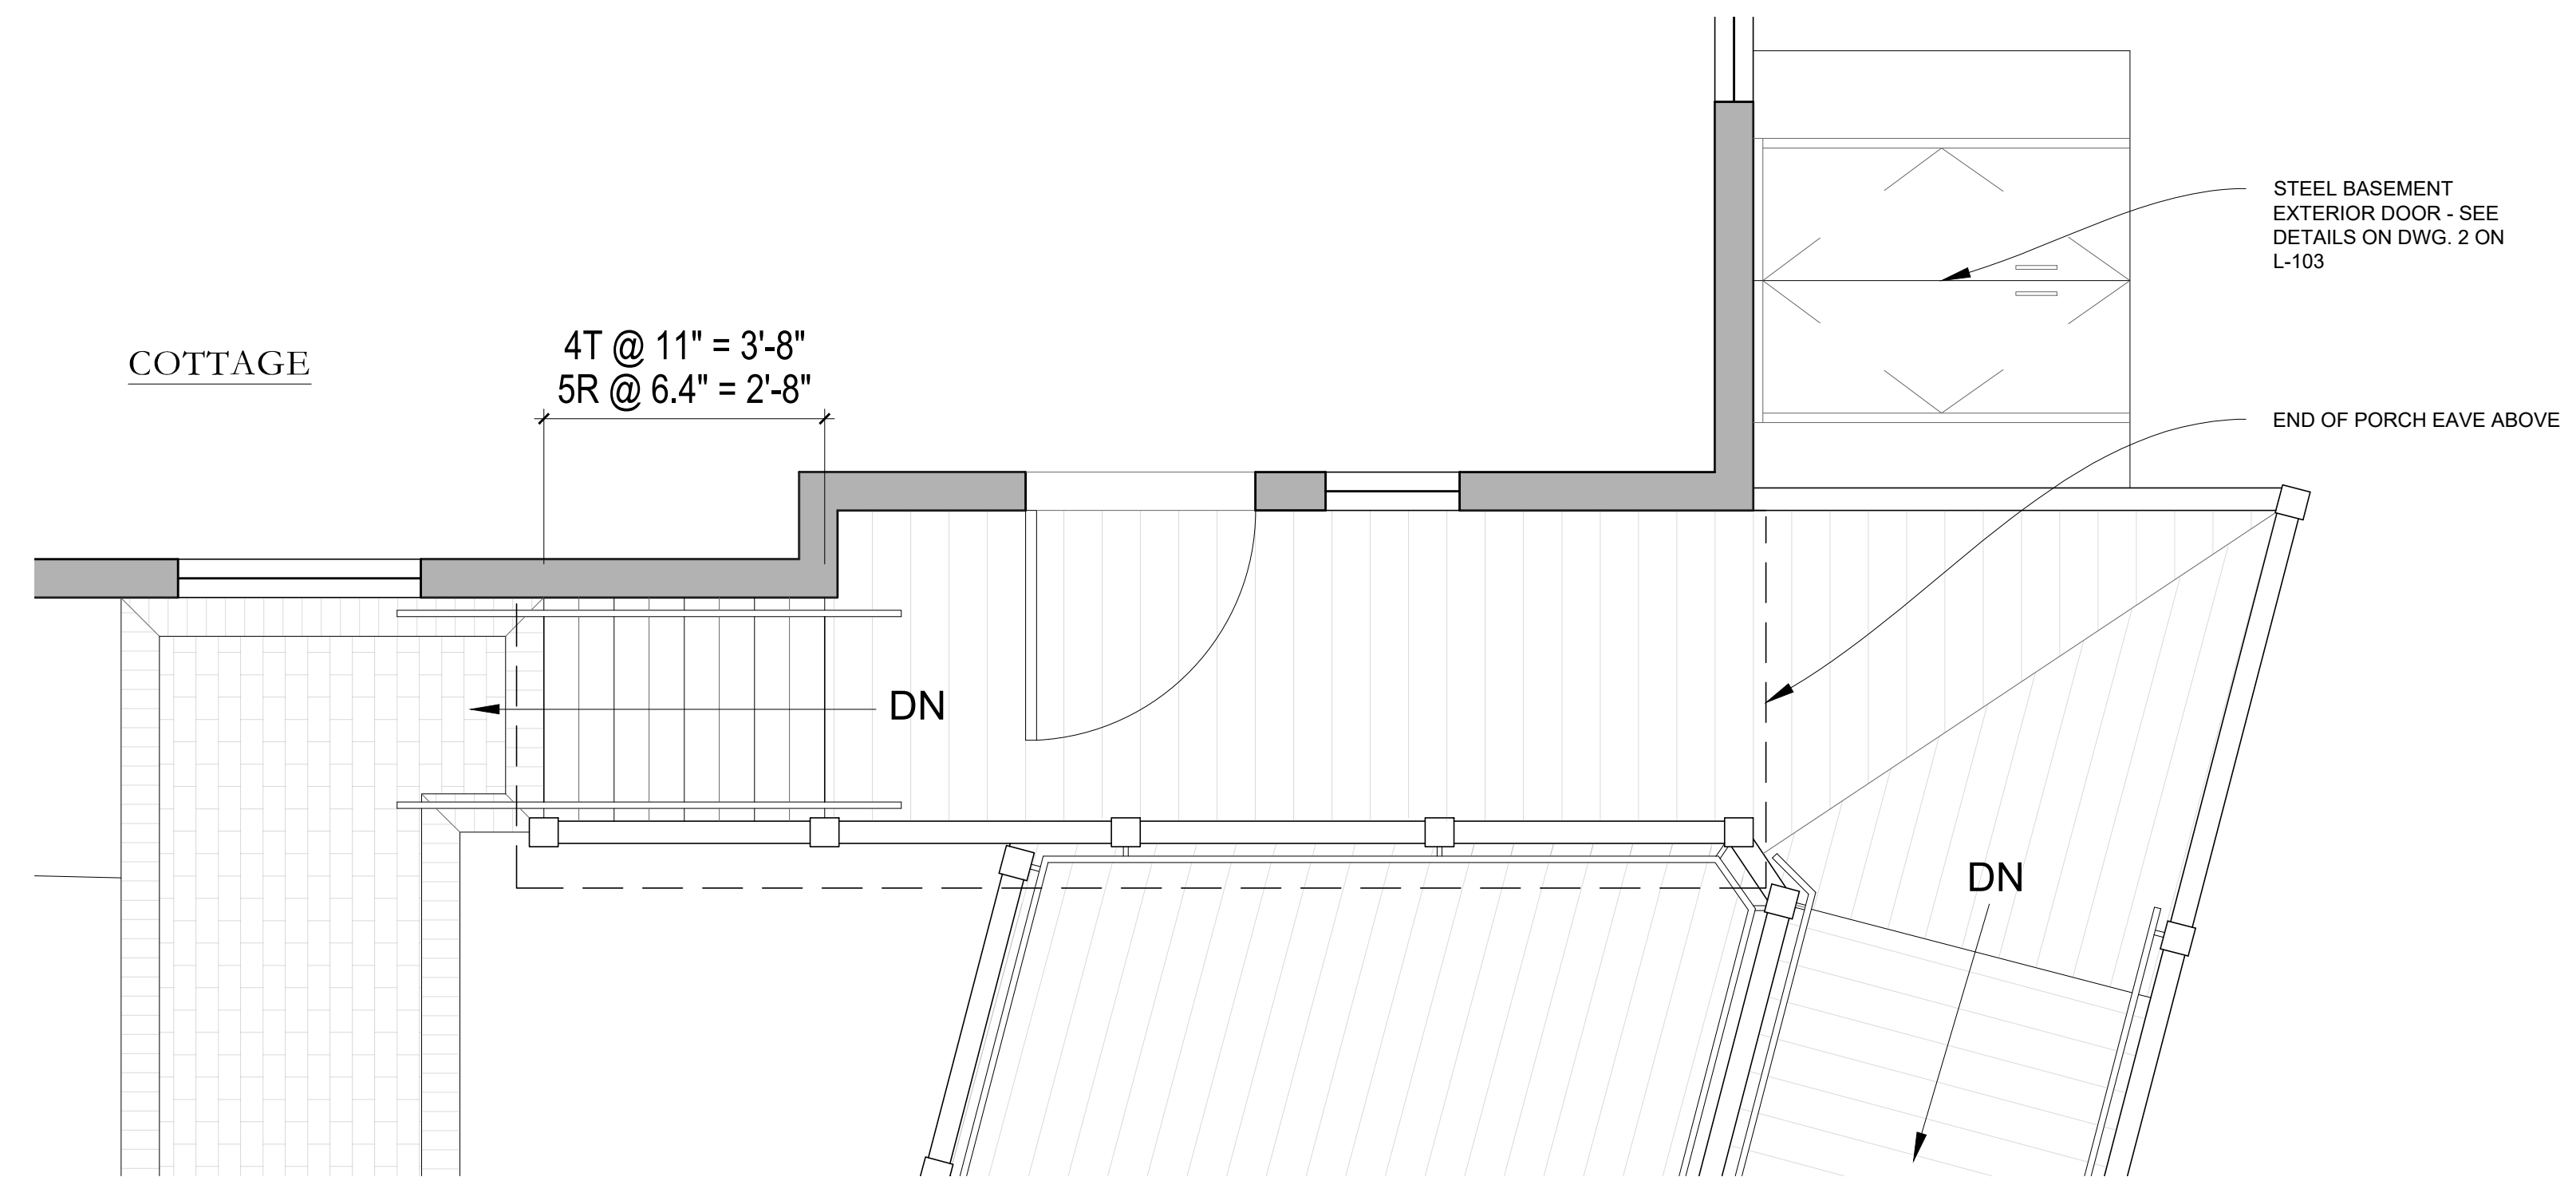 COTTAGE
4T @ 11" = 3'-8"
5R @ 6.4" = 2'-8"
STEEL BASEMENT
EXTERIOR DOOR - SEE
DETAILS ON DWG. 2 ON
L-103
END OF PORCH EAVE ABOVE
DN
DN